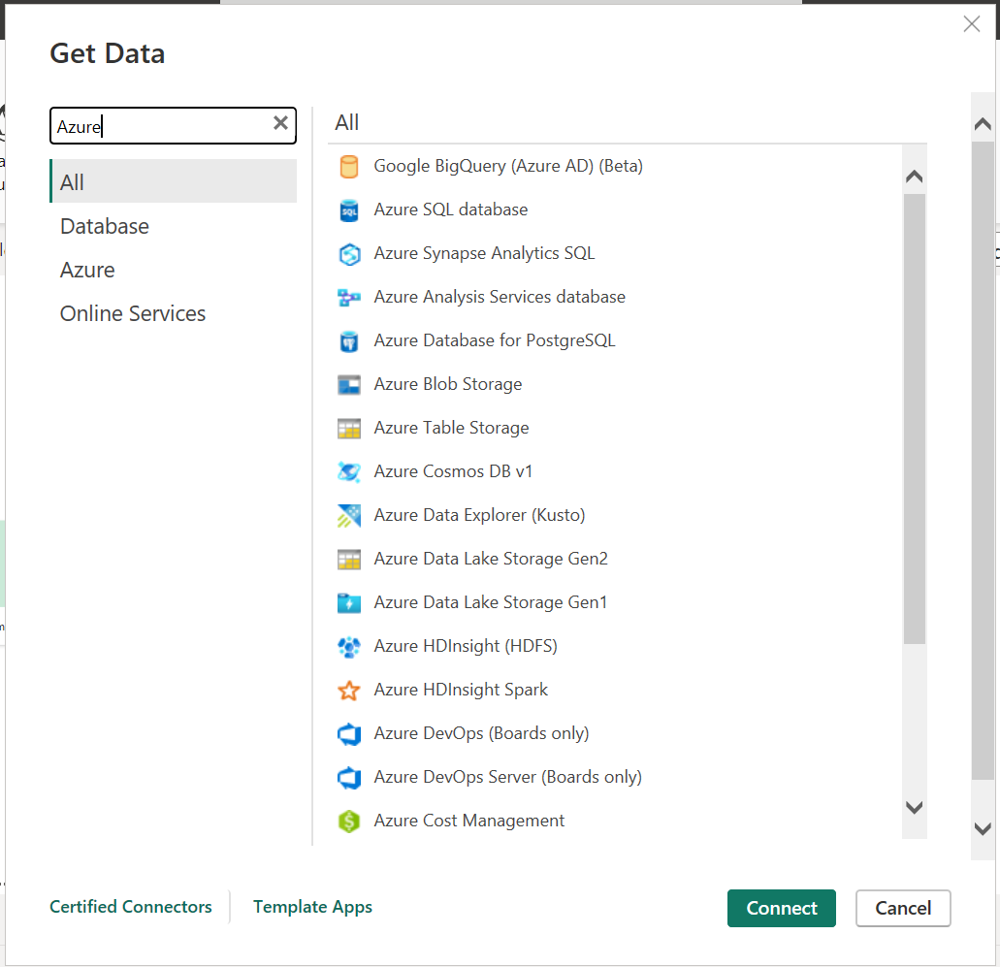 Get Data
Azure
All
Database
Azure
Online Services
All
Google BigQuery (Azure AD) (Beta)
Azure SQL database
Azure Synapse Analytics SQL
Azure Analysis Services database
Azure Database for PostgreSQL
Azure Blob Storage
Azure Table Storage
Azure Cosmos DB v1
Azure Data Explorer (Kusto)
Azure Data Lake Storage Gen2
Azure Data Lake Storage Gen1
Azure HDInsight (HDFS)
Azure HDInsight Spark
Azure DevOps (Boards only)
Azure DevOps Server (Boards only)
Azure Cost Management
Certified Connectors
Template Apps
Connect
Cancel